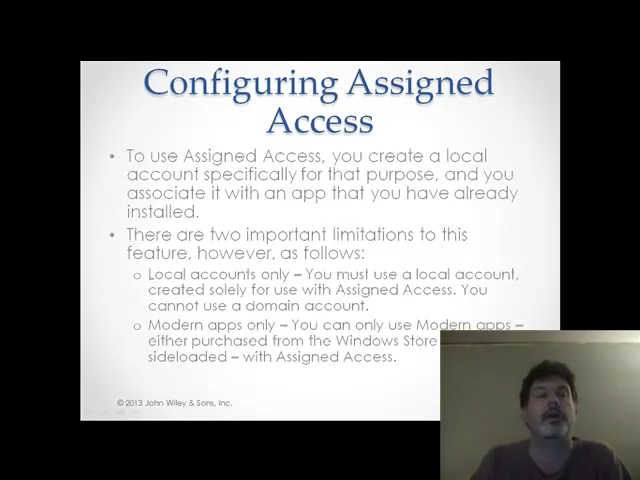 Configuring Assigned
Access
• To use Assigned Access, you create a local
account specifically for that purpose, and you
associate it with an app that you have already
installed.
• There are two important limitations to this
feature, however, as follows:
o Local accounts only – You must use a local account,
created solely for use with Assigned Access. You
cannot use a domain account.
o Modern apps only – You can only use Modern apps –
either purchased from the Windows Store
sideloaded – with Assigned Access.
© 2013 John Wiley & Sons, Inc.